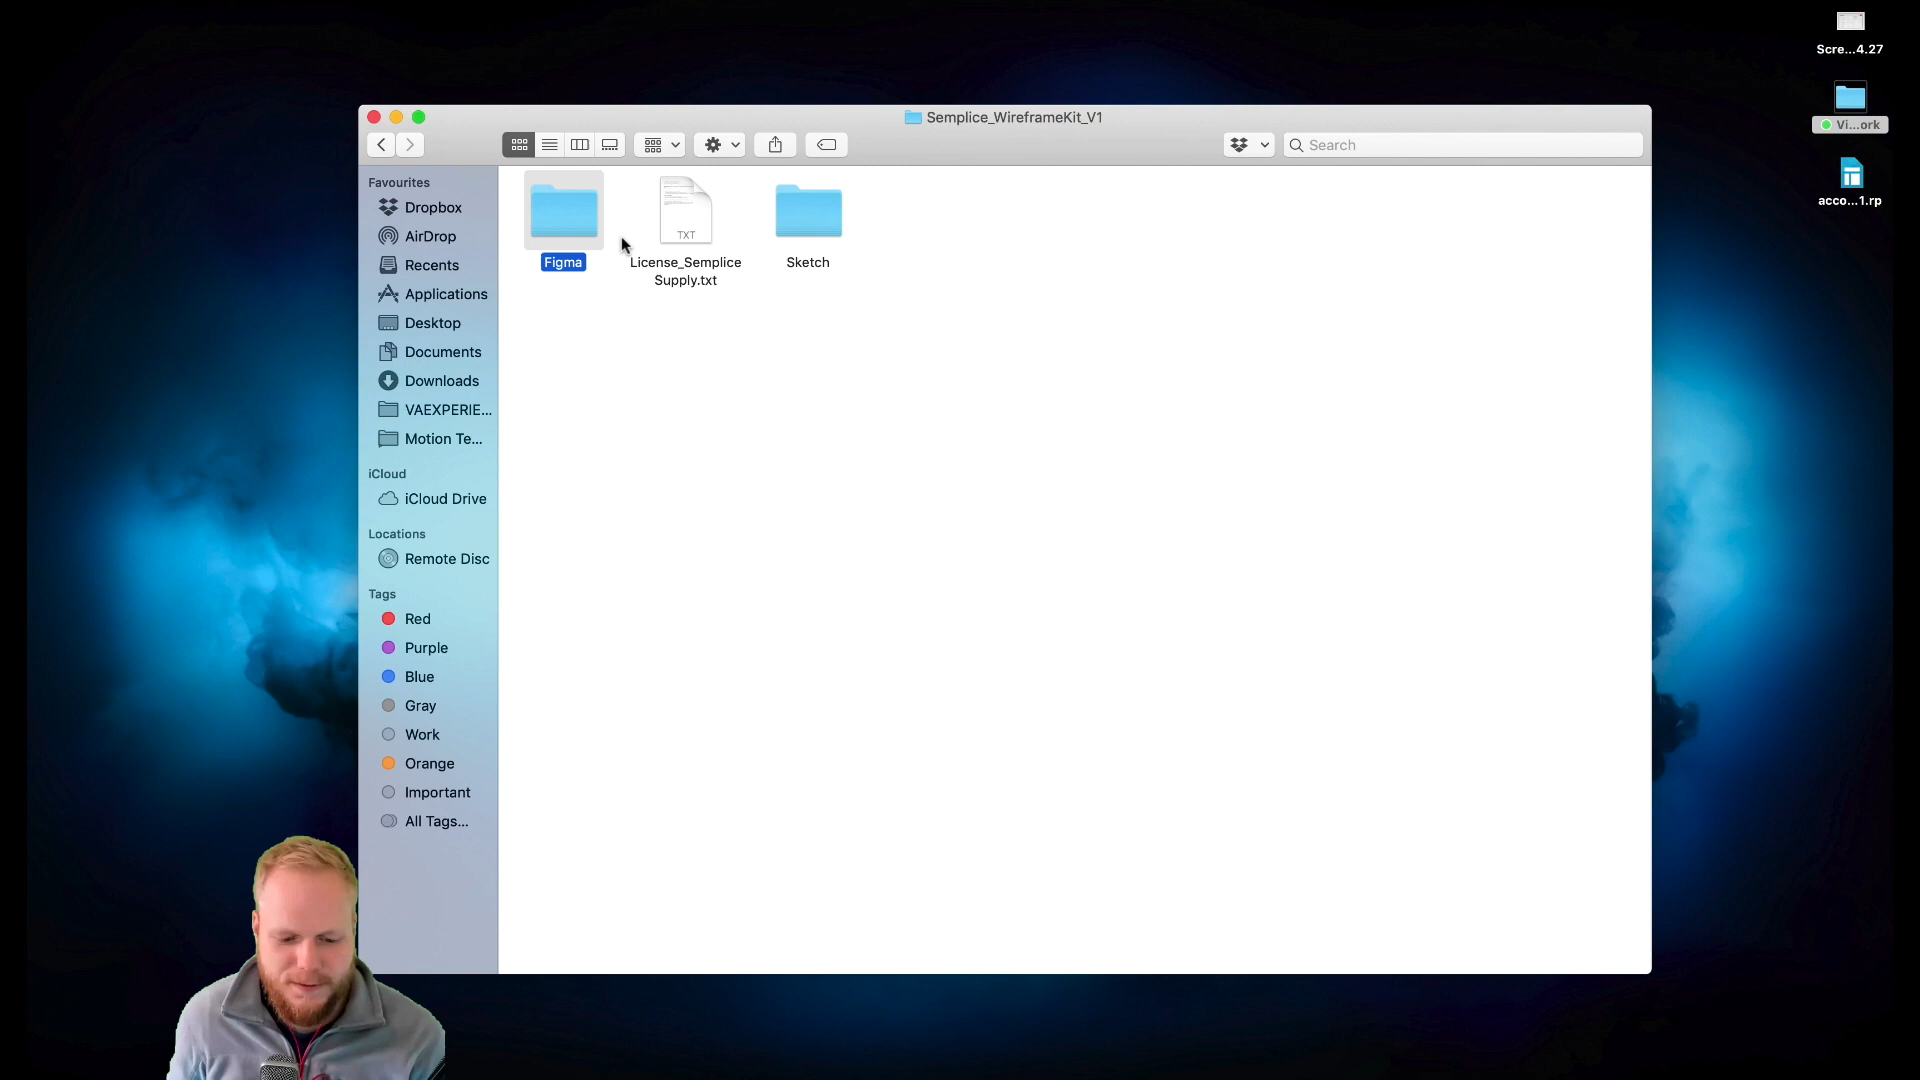 Scre...4.27
Vi...ork
acco...1.rp
Semplice_WireframeKit_V1
Search
Favourites
Dropbox
AirDrop
Recents
Applications
Desktop
Documents
Downloads
VAEXPERIE...
Motion Te...
iCloud
iCloud Drive
Locations
Remote Disc
Tags
Red
Purple
Blue
Gray
Work
Orange
Important
All Tags...
Figma
TXT
License_Semplice
Supply.txt
Sketch